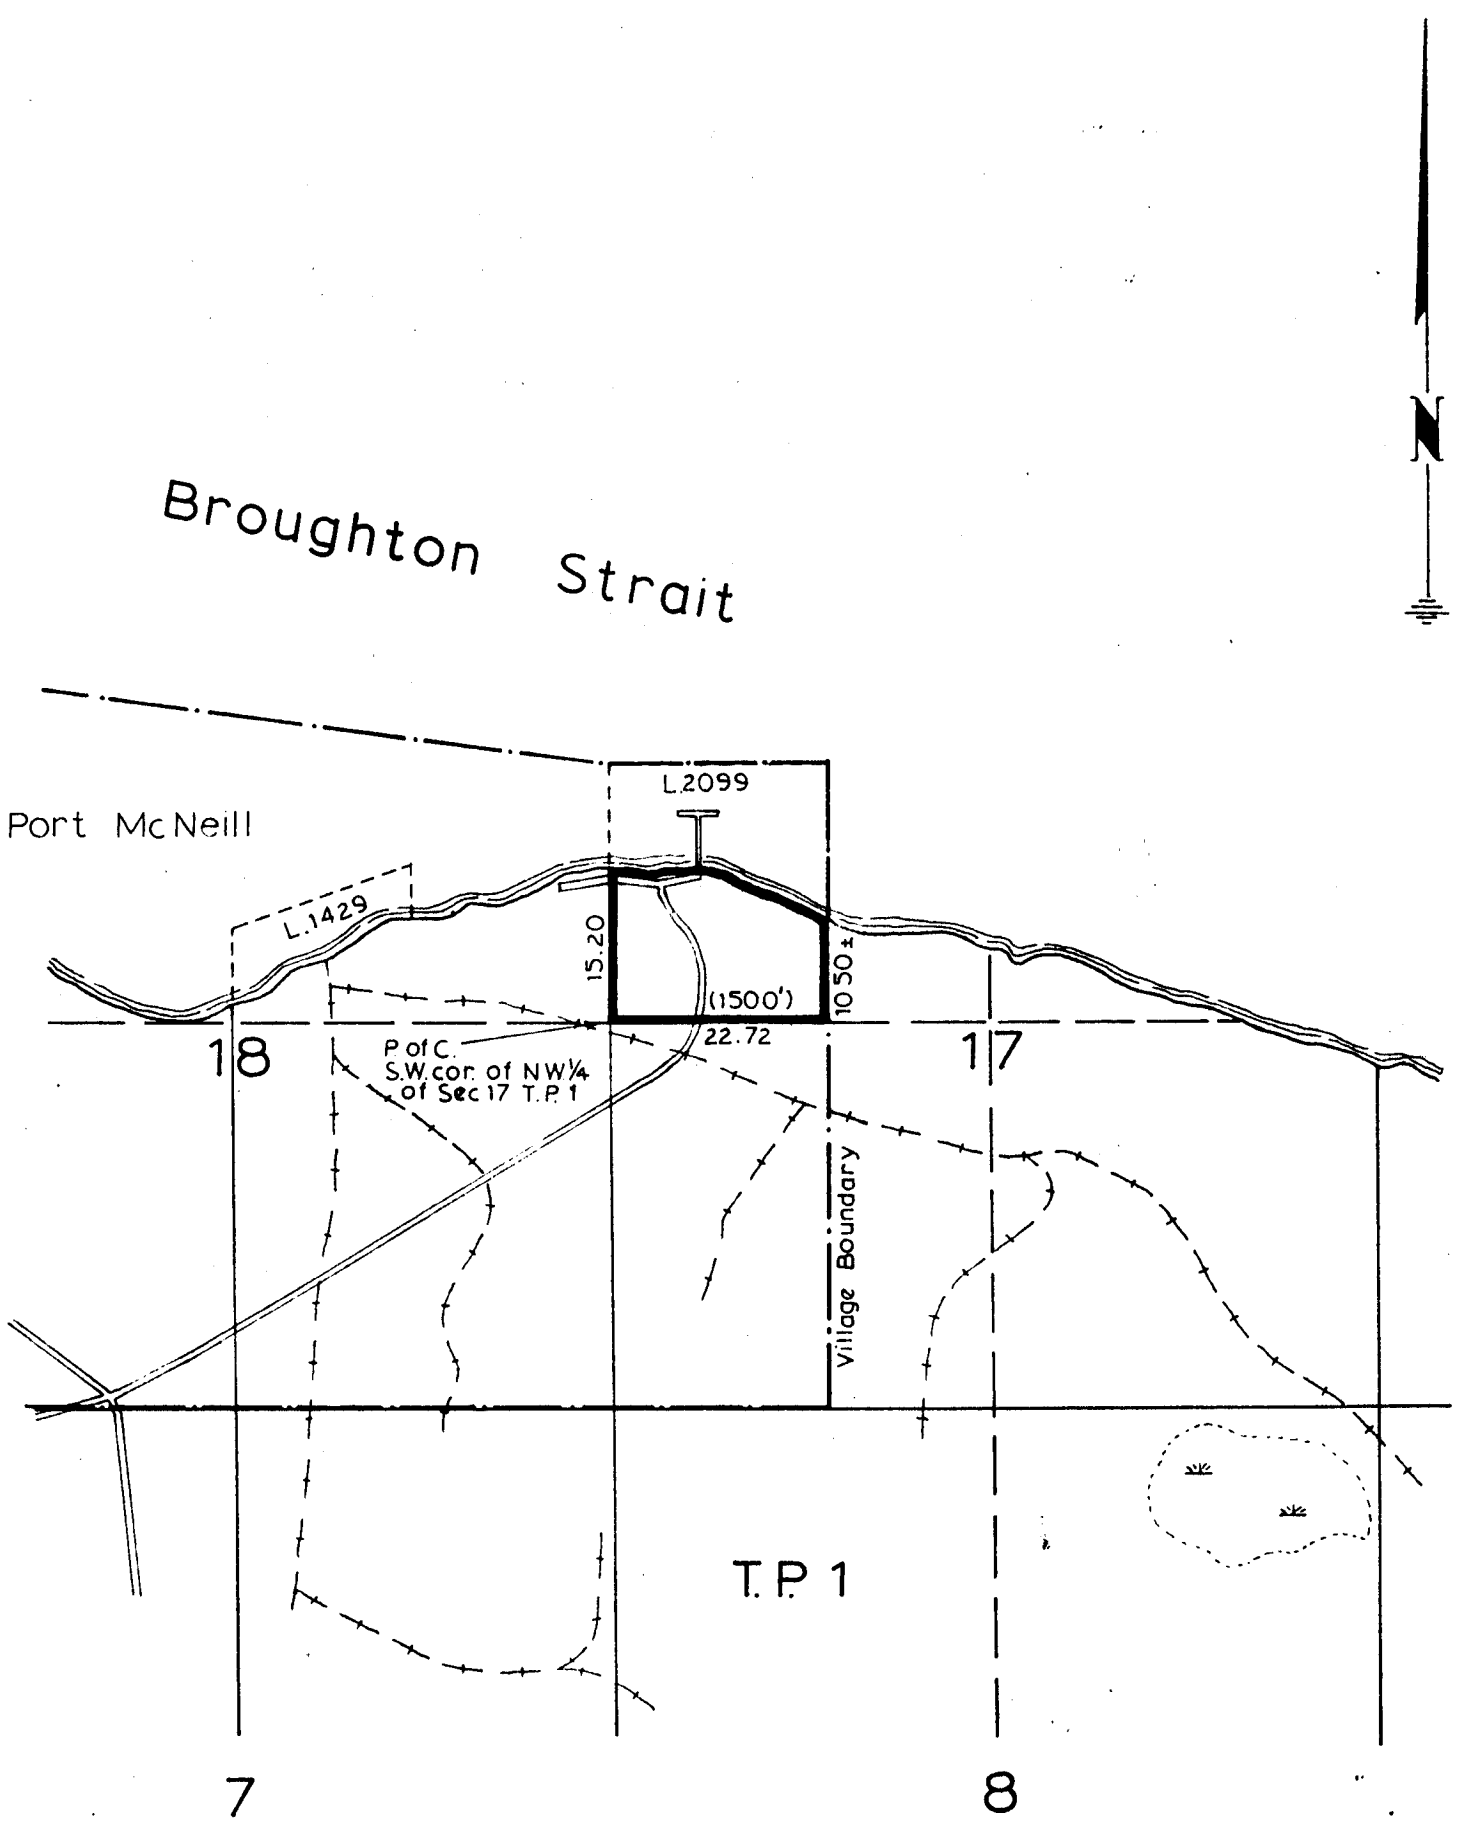 N
Broughton Strait
L.2099
Port McNeill
L.1429
15.20
10.50±
(1500')
22.72
18
17
P. of C.
S.W. cor. of N W ¼
of Sec 17 T.P. 1
Village Boundary
T.P. 1
7
8